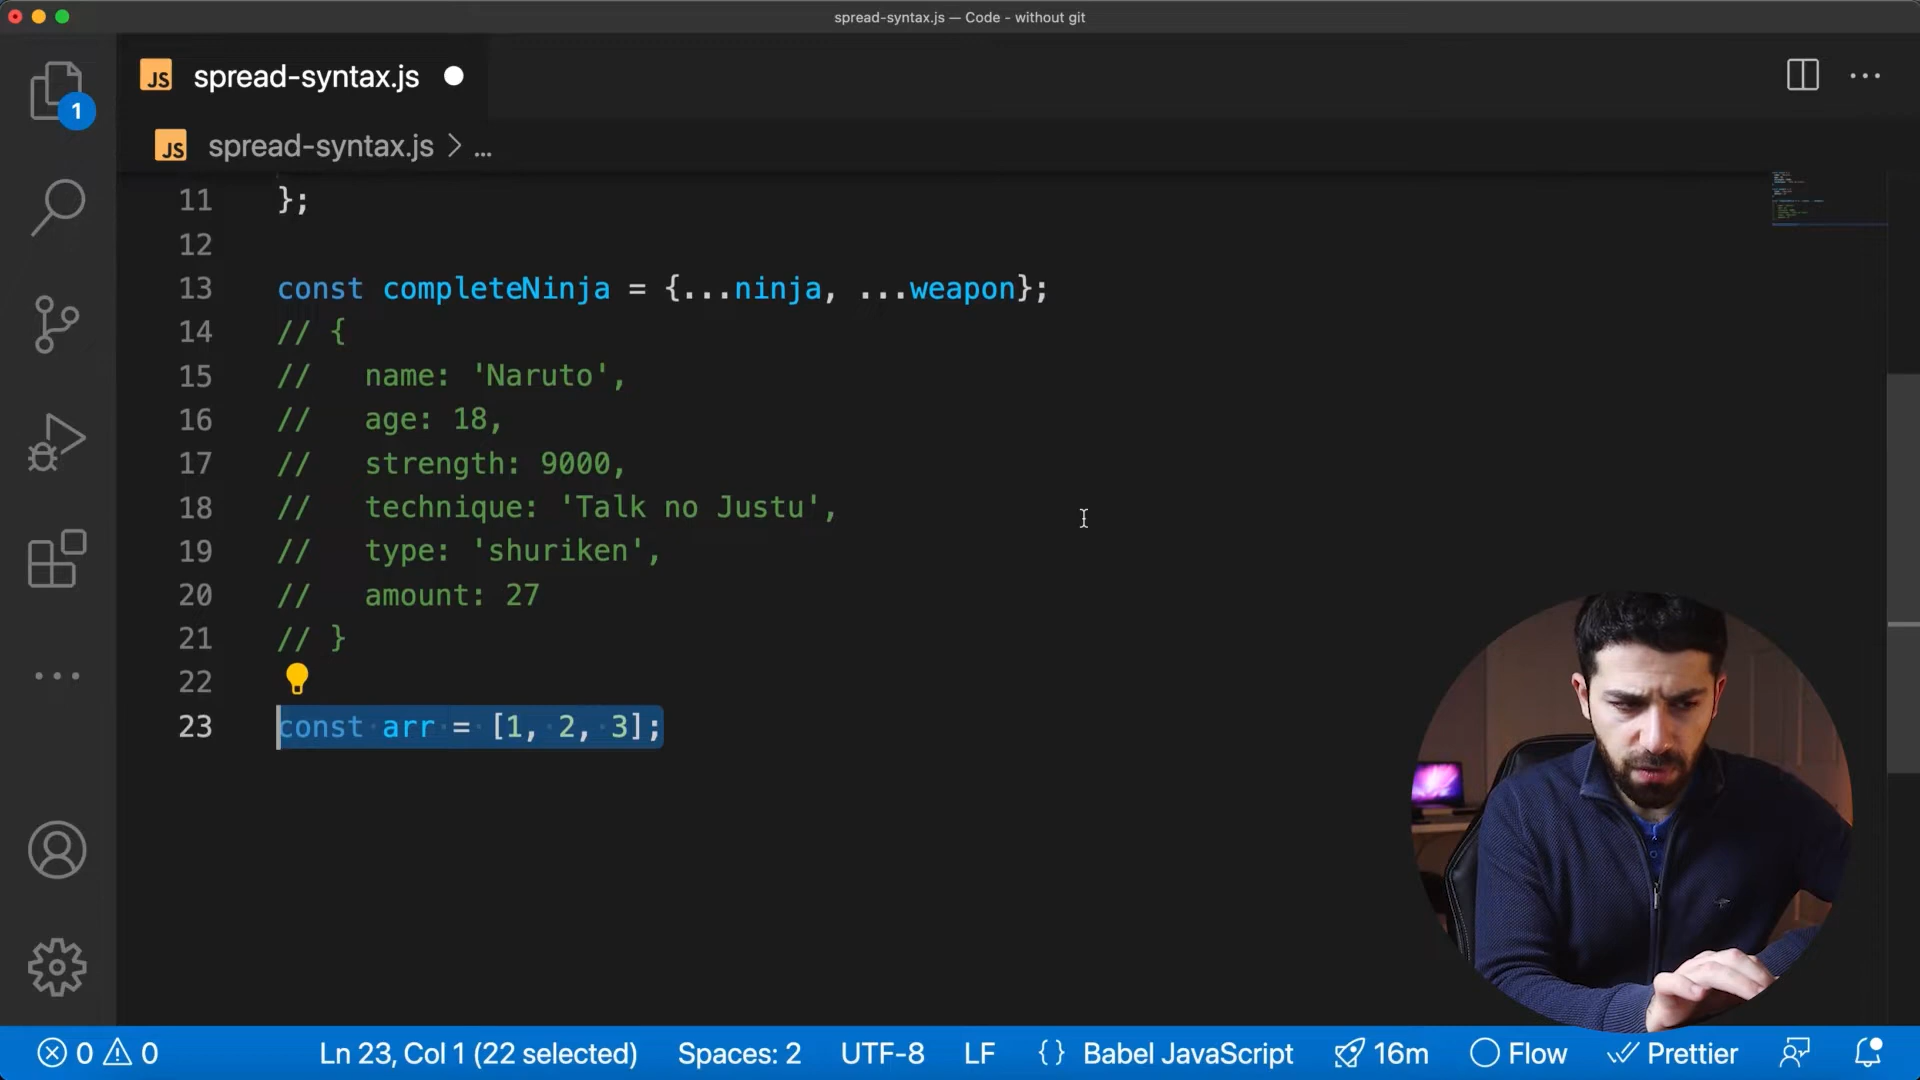 spread-syntax.js — Code - without git
JS spread-syntax.js
1
JS spread-syntax.js > ...
11 };
12
13 const completeNinja = {...ninja, ...weapon};
14 // {
15 //   name: 'Naruto',
16 //   age: 18,
17 //   strength: 9000,
18 //   technique: 'Talk no Justu',
19 //   type: 'shuriken',
20 //   amount: 27
21 // }
22
23 const arr = [1, 2, 3];
0 0 Ln 23, Col 1 (22 selected) Spaces: 2 UTF-8 LF {} Babel JavaScript 16m Flow Prettier